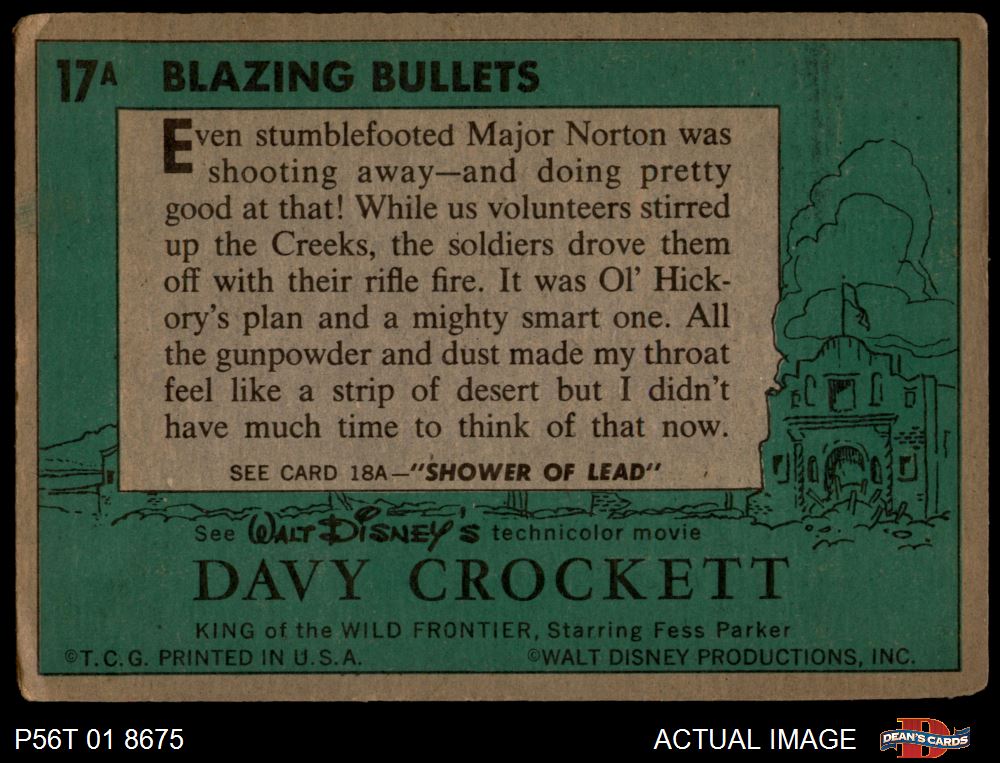 17A BLAZING BULLETS
Even stumblefooted Major Norton was
shooting away—and doing pretty
good at that! While us volunteers stirred
up the Creeks, the soldiers drove them
off with their rifle fire. It was Ol' Hick-
ory's plan and a mighty smart one. All
the gunpowder and dust made my throat
feel like a strip of desert but I didn't
have much time to think of that now.
SEE CARD 18A—"SHOWER OF LEAD"
See WALT DISNEY'S technicolor movie
DAVY CROCKETT
KING of the WILD FRONTIER, Starring Fess Parker
©T.C.G. PRINTED IN U.S.A. ©WALT DISNEY PRODUCTIONS, INC.
P56T 01 8675 ACTUAL IMAGE D DEAN'S CARDS